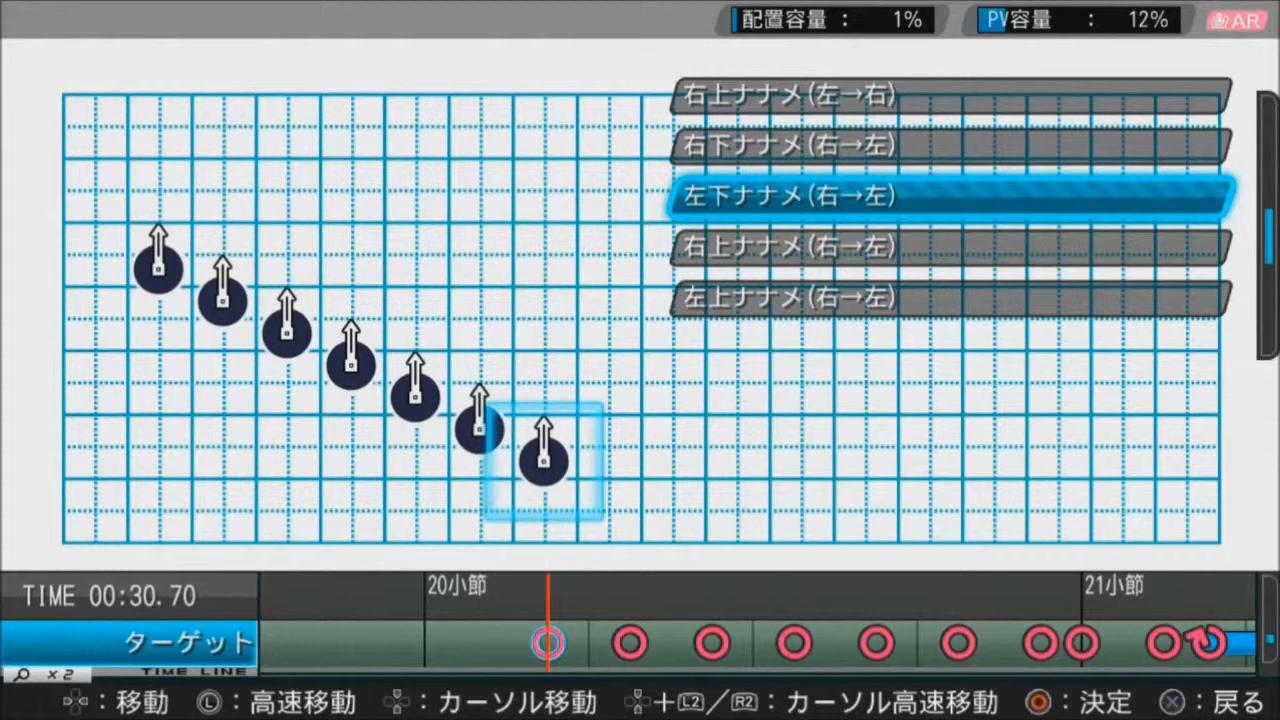 配置容量 : 1%
PV容量 : 12%
AR
右上ナナメ(左→右)
右下ナナメ(右→左)
左下ナナメ(右→左)
右上ナナメ(右→左)
左上ナナメ(右→左)
TIME 00:30.70
20小節
21小節
ターゲット
×2
TIME LINE
:移動 L:高速移動 :カーソル移動 +L2/R2:カーソル高速移動 :決定 :戻る